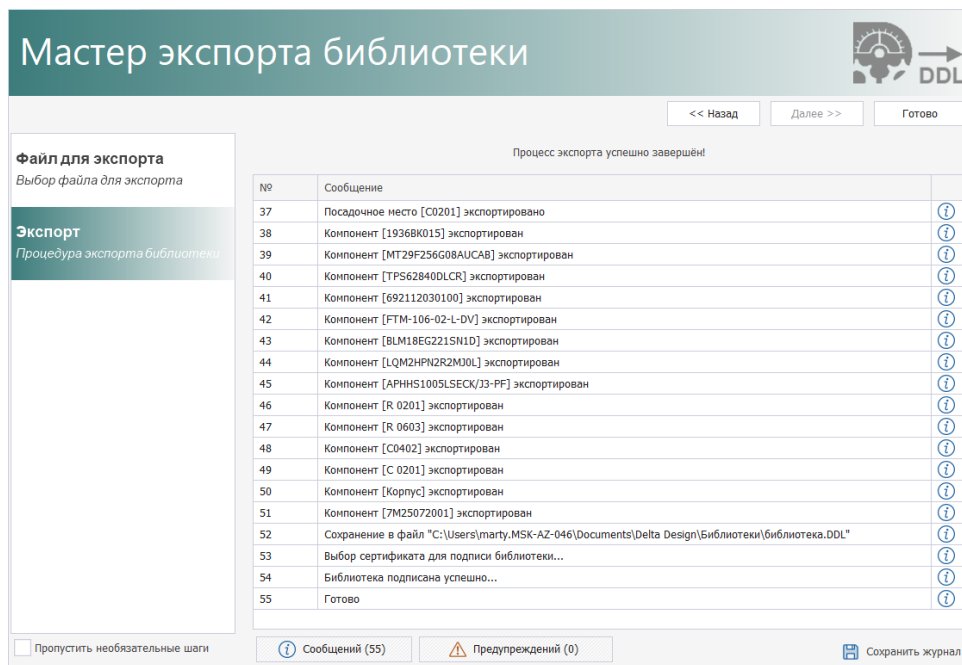 Мастер экспорта библиотеки
DDL
<< Назад
Далее >>
Готово
Файл для экспорта
Выбор файла для экспорта
Экспорт
Процедура экспорта библиотеки
Процесс экспорта успешно завершён!
№ Сообщение
37 Посадочное место [C0201] экспортировано
38 Компонент [1936ВК015] экспортирован
39 Компонент [MT29F256G08AUCAB] экспортирован
40 Компонент [TPS62840DLCR] экспортирован
41 Компонент [692112030100] экспортирован
42 Компонент [FTM-106-02-L-DV] экспортирован
43 Компонент [BLM18EG221SN1D] экспортирован
44 Компонент [LQM2HPN2R2MJ0L] экспортирован
45 Компонент [APHHS1005LSECK/J3-PF] экспортирован
46 Компонент [R 0201] экспортирован
47 Компонент [R 0603] экспортирован
48 Компонент [C0402] экспортирован
49 Компонент [C 0201] экспортирован
50 Компонент [Корпус] экспортирован
51 Компонент [7M25072001] экспортирован
52 Сохранение в файл "C:\Users\marty.MSK-AZ-046\Documents\Delta Design\Библиотеки\библиотека.DDL"
53 Выбор сертификата для подписи библиотеки...
54 Библиотека подписана успешно...
55 Готово
Пропустить необязательные шаги
Сообщений (55)
Предупреждений (0)
Сохранить журнал